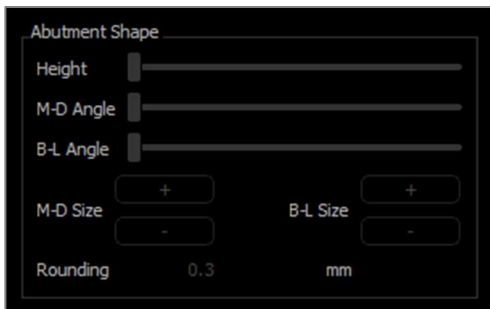 Abutment Shape
Height
M-D Angle
B-L Angle
M-D Size + - B-L Size + -
Rounding 0.3 mm